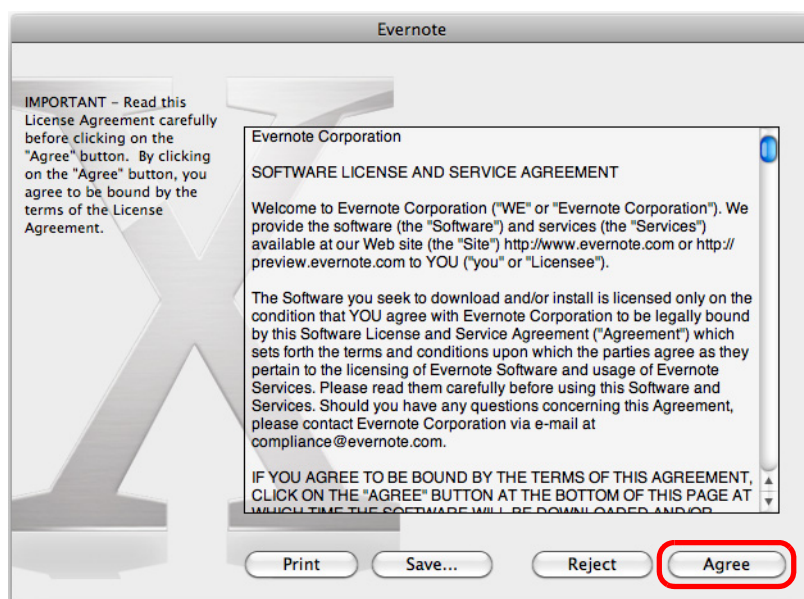 Evernote
IMPORTANT – Read this
License Agreement carefully
before clicking on the
"Agree" button.  By clicking
on the "Agree" button, you
agree to be bound by the
terms of the License
Agreement.
Evernote Corporation
SOFTWARE LICENSE AND SERVICE AGREEMENT
Welcome to Evernote Corporation ("WE" or "Evernote Corporation"). We
provide the software (the "Software") and services (the "Services")
available at our Web site (the "Site") http://www.evernote.com or http://
preview.evernote.com to YOU ("you" or "Licensee").
The Software you seek to download and/or install is licensed only on the
condition that YOU agree with Evernote Corporation to be legally bound
by this Software License and Service Agreement ("Agreement") which
sets forth the terms and conditions upon which the parties agree as they
pertain to the licensing of Evernote Software and usage of Evernote
Services. Please read them carefully before using this Software and
Services. Should you have any questions concerning this Agreement,
please contact Evernote Corporation via e-mail at
compliance@evernote.com.
IF YOU AGREE TO BE BOUND BY THE TERMS OF THIS AGREEMENT,
CLICK ON THE "AGREE" BUTTON AT THE BOTTOM OF THIS PAGE AT
WHICH TIME THE SOFTWARE WILL BE DOWNLOADED AND/OR
Print
Save...
Reject
Agree